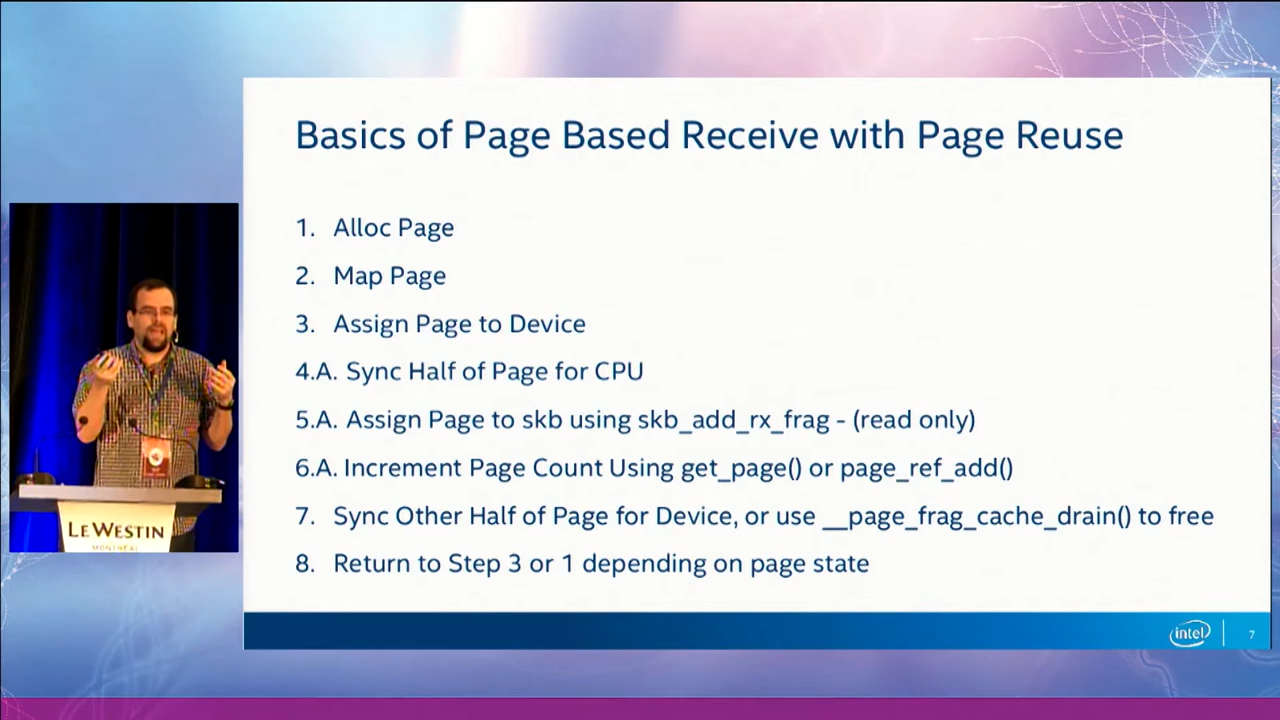 Basics of Page Based Receive with Page Reuse
1. Alloc Page
2. Map Page
3. Assign Page to Device
4.A. Sync Half of Page for CPU
5.A. Assign Page to skb using skb_add_rx_frag - (read only)
6.A. Increment Page Count Using get_page() or page_ref_add()
7. Sync Other Half of Page for Device, or use __page_frag_cache_drain() to free
8. Return to Step 3 or 1 depending on page state
LE WESTIN
MONTRÉAL
intel
7